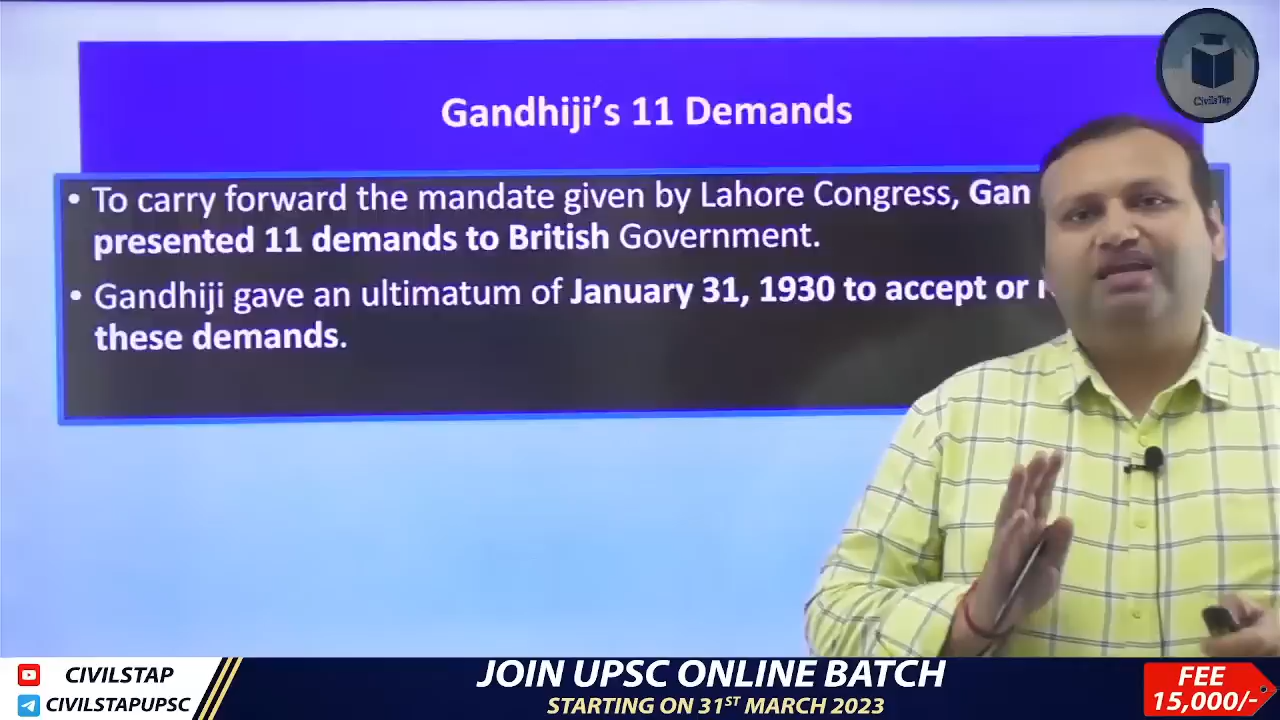 CivilsTap
Gandhiji’s 11 Demands
• To carry forward the mandate given by Lahore Congress, Gan
presented 11 demands to British Government.
• Gandhiji gave an ultimatum of January 31, 1930 to accept or
these demands.
CIVILSTAP
CIVILSTAPUPSC
JOIN UPSC ONLINE BATCH
STARTING ON 31ST MARCH 2023
FEE
15,000/-